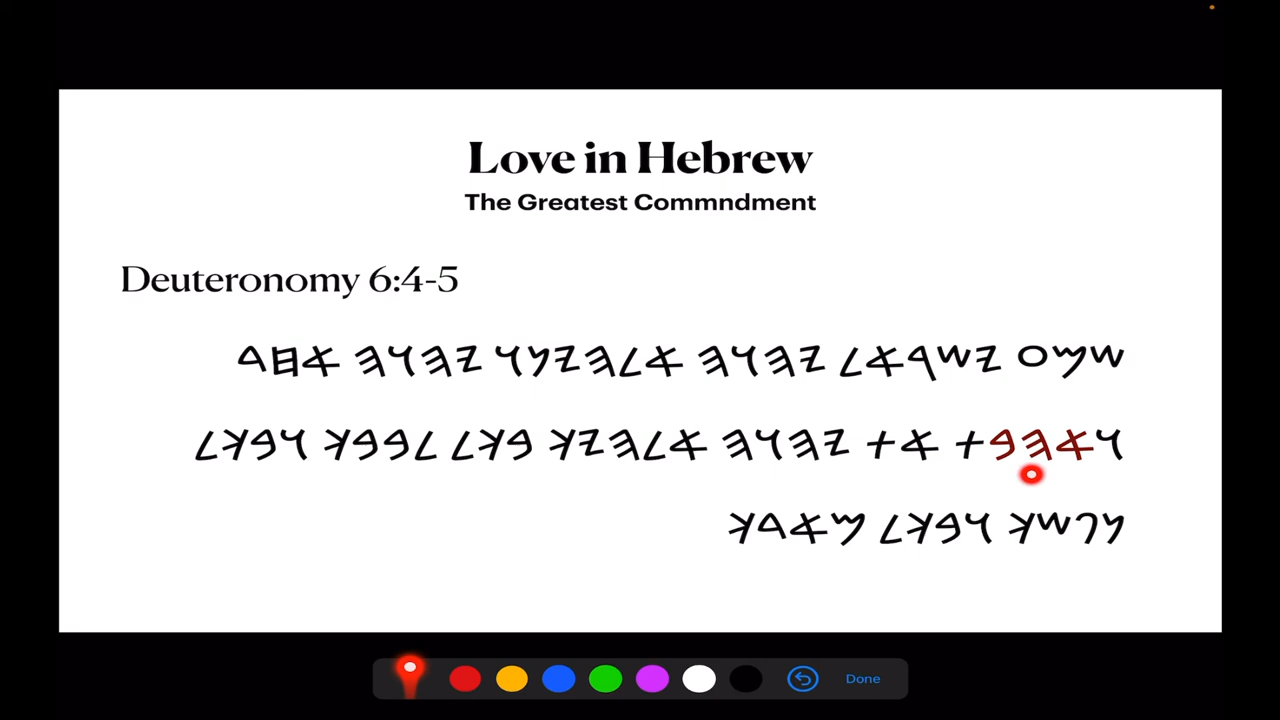 Love in Hebrew
The Greatest Commndment
Deuteronomy 6:4-5
𐤔𐤌𐤏 𐤉𐤔𐤓𐤀𐤋 𐤉𐤄𐤅𐤄 𐤀𐤋𐤄𐤉𐤍𐤅 𐤉𐤄𐤅𐤄 𐤀𐤇𐤃
𐤅𐤀𐤄𐤁𐤕 𐤀𐤕 𐤉𐤄𐤅𐤄 𐤀𐤋𐤄𐤉𐤊 𐤁𐤊𐤋 𐤋𐤁𐤁𐤊 𐤅𐤁𐤊𐤋
𐤍𐤐𐤔𐤊 𐤅𐤁𐤊𐤋 𐤌𐤀𐤃𐤊
Done